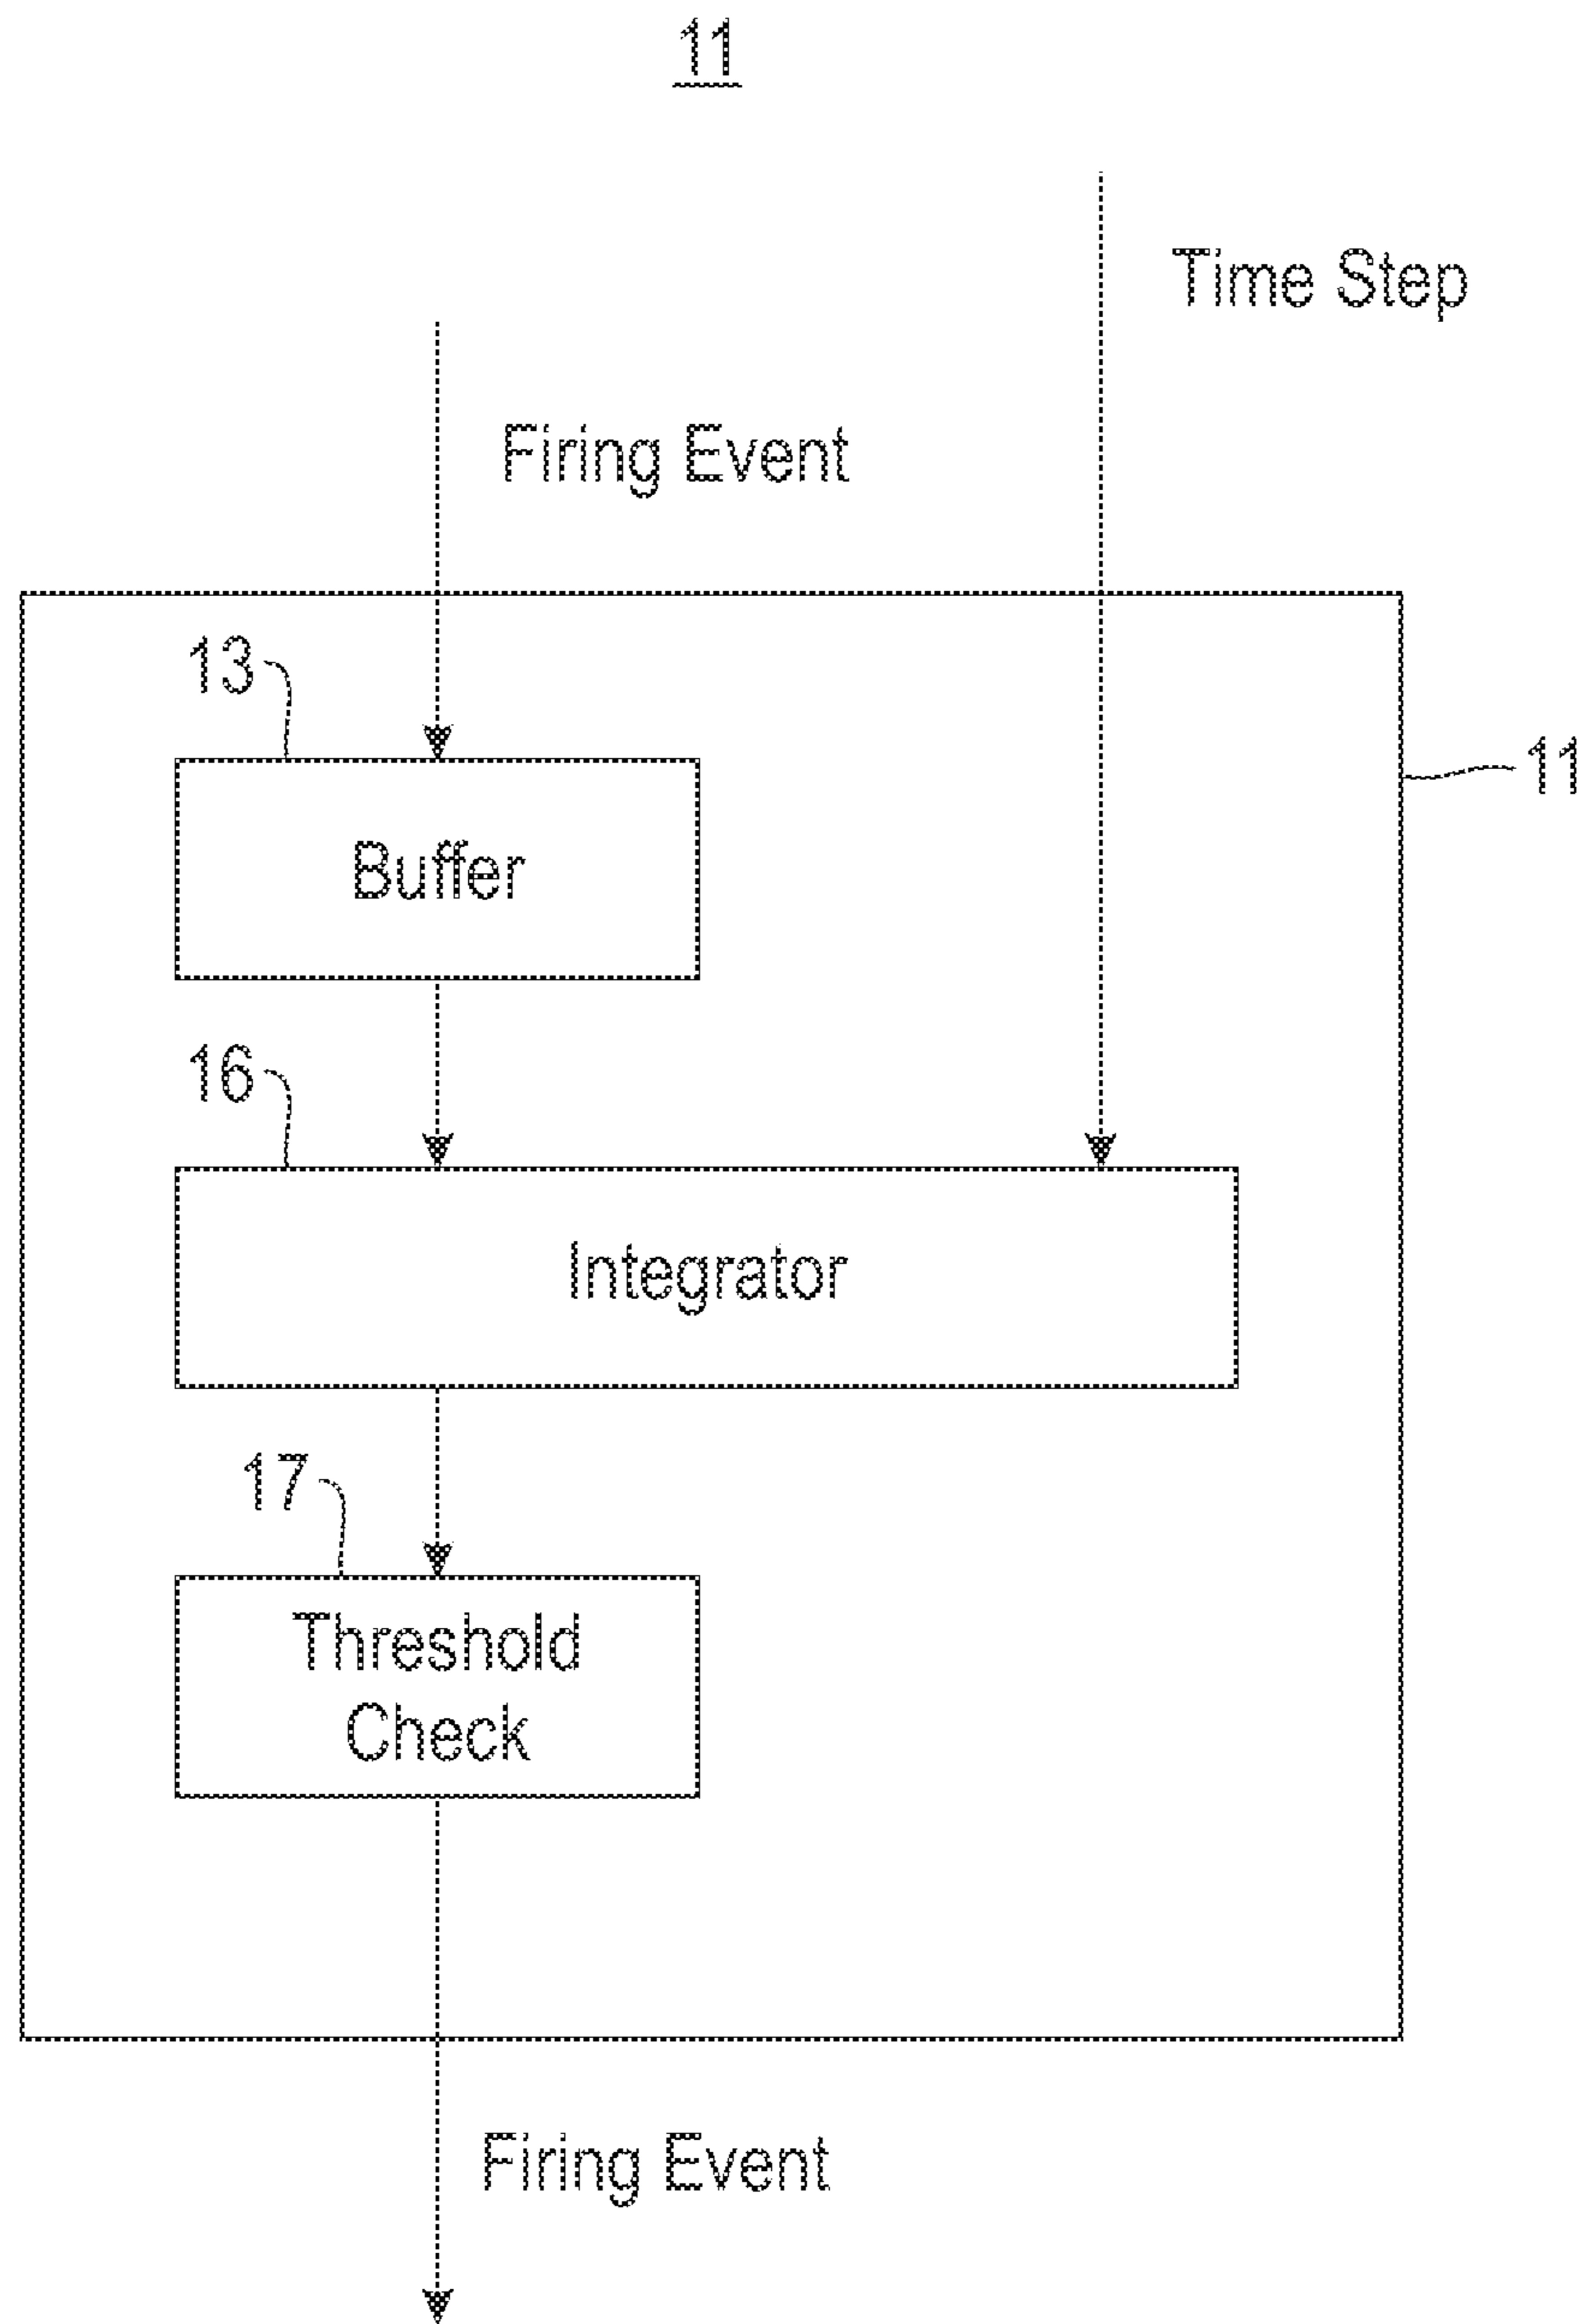 11
Time Step
Firing Event
13
11
Buffer
16
Integrator
17
Threshold
Check
Firing Event